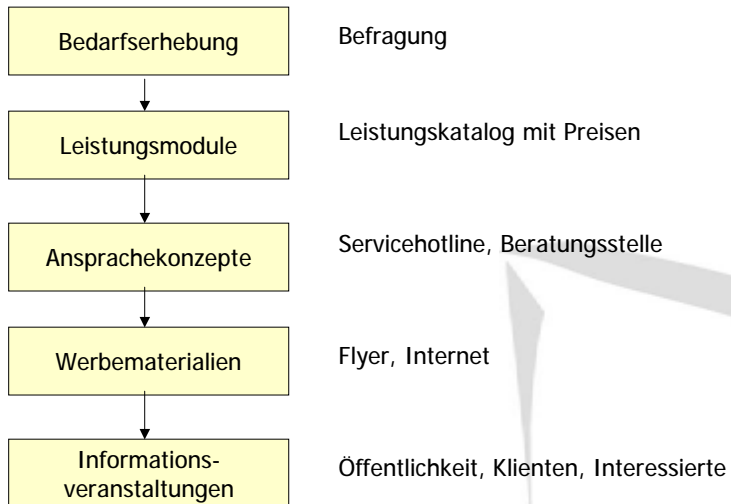 Bedarfserhebung
Befragung
Leistungsmodule
Leistungskatalog mit Preisen
Ansprachekonzepte
Servicehotline, Beratungsstelle
Werbematerialien
Flyer, Internet
Informations-
veranstaltungen
Öffentlichkeit, Klienten, Interessierte